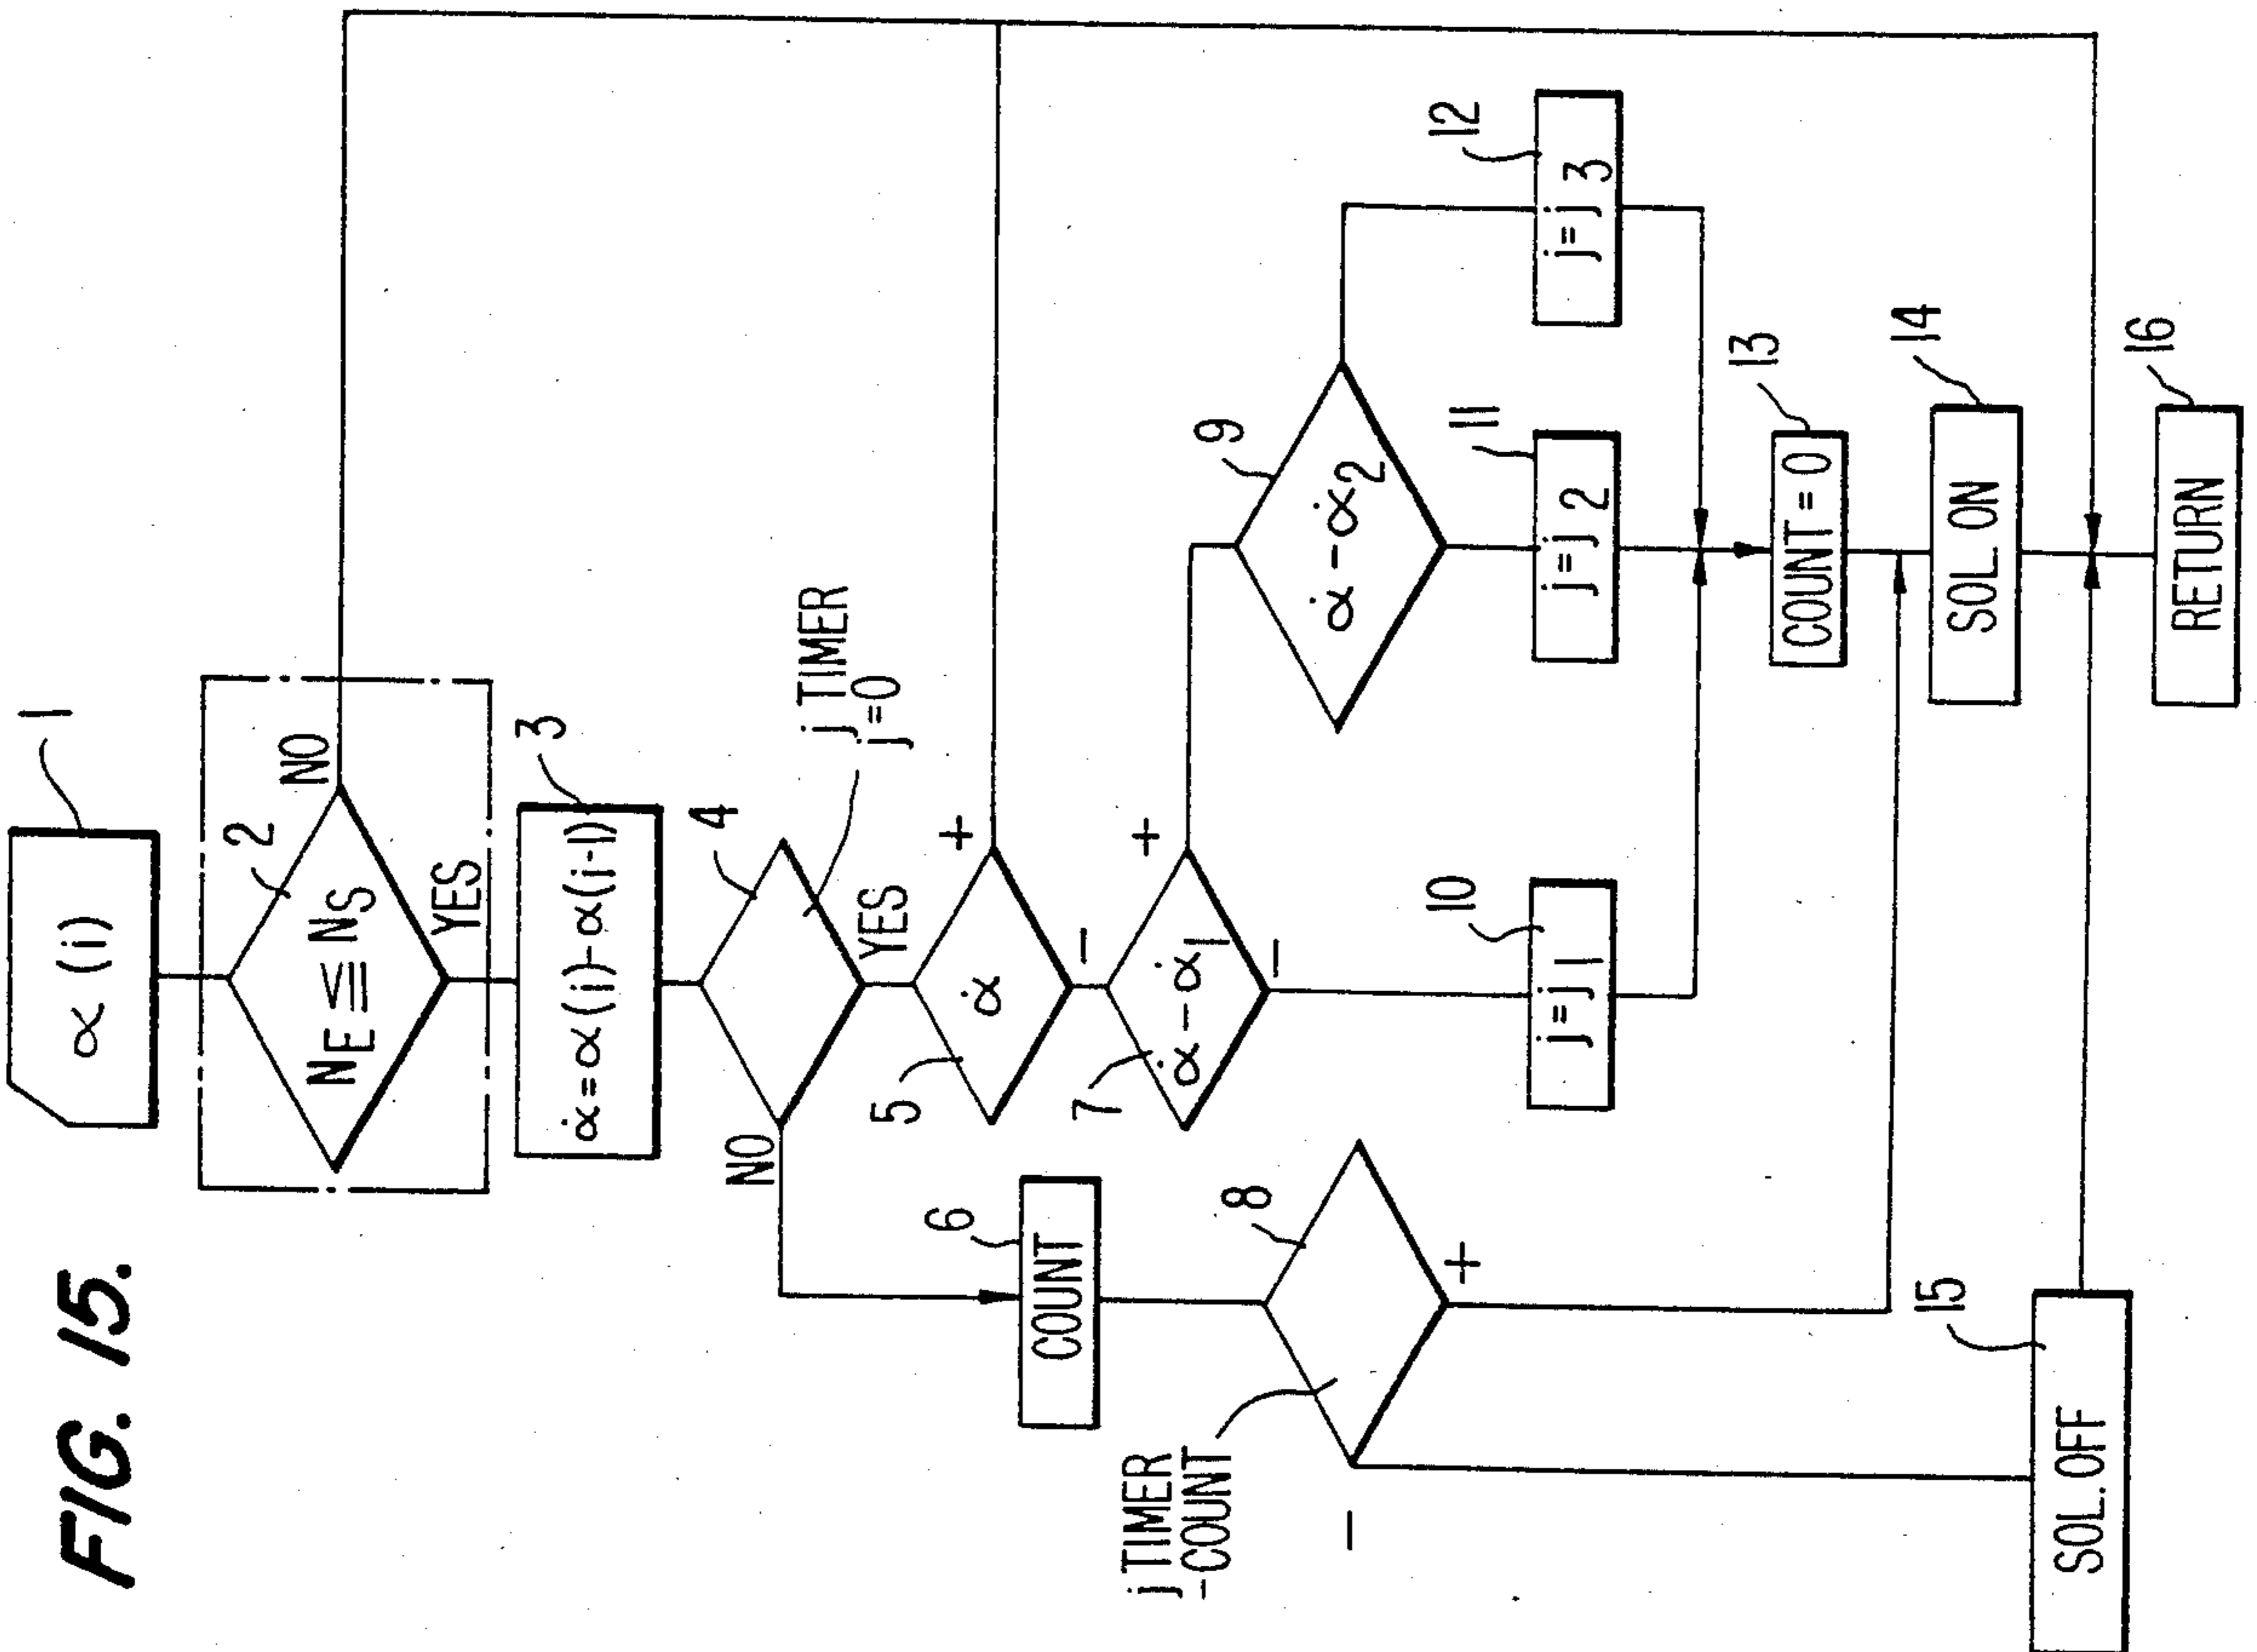 FIG. 15.
1
α (i)
2
N_E ≦ N_S
NO
YES
3
α̇=α(i)-α(i-1)
4
j TIMER
j=0
NO
YES
5
α̇
+
−
6
COUNT
7
α̇-α̇1
+
−
8
j TIMER
-COUNT
−
+
9
α̇-α̇2
10
j=j1
11
j=j2
12
j=j3
13
COUNT=0
14
SOL ON
15
SOL.OFF
16
RETURN